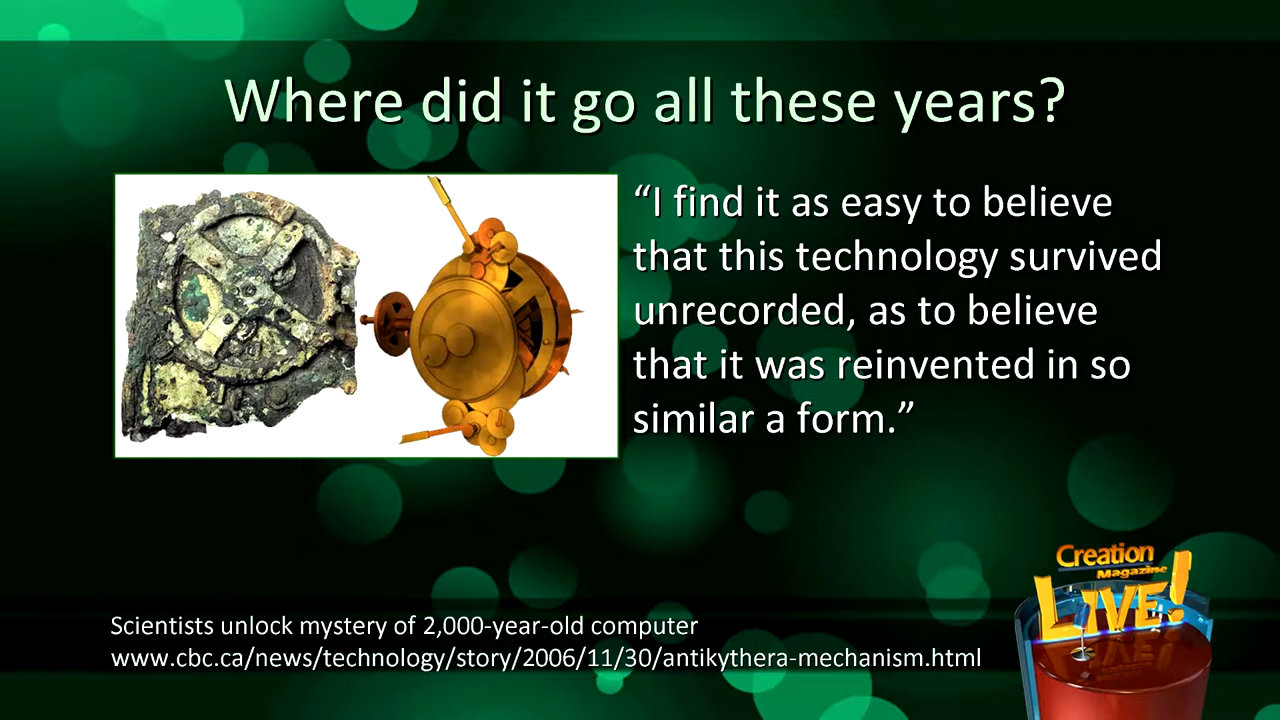 Where did it go all these years?
“I find it as easy to believe
that this technology survived
unrecorded, as to believe
that it was reinvented in so
similar a form.”
Scientists unlock mystery of 2,000-year-old computer
www.cbc.ca/news/technology/story/2006/11/30/antikythera-mechanism.html
Creation
Magazine
LIVE!